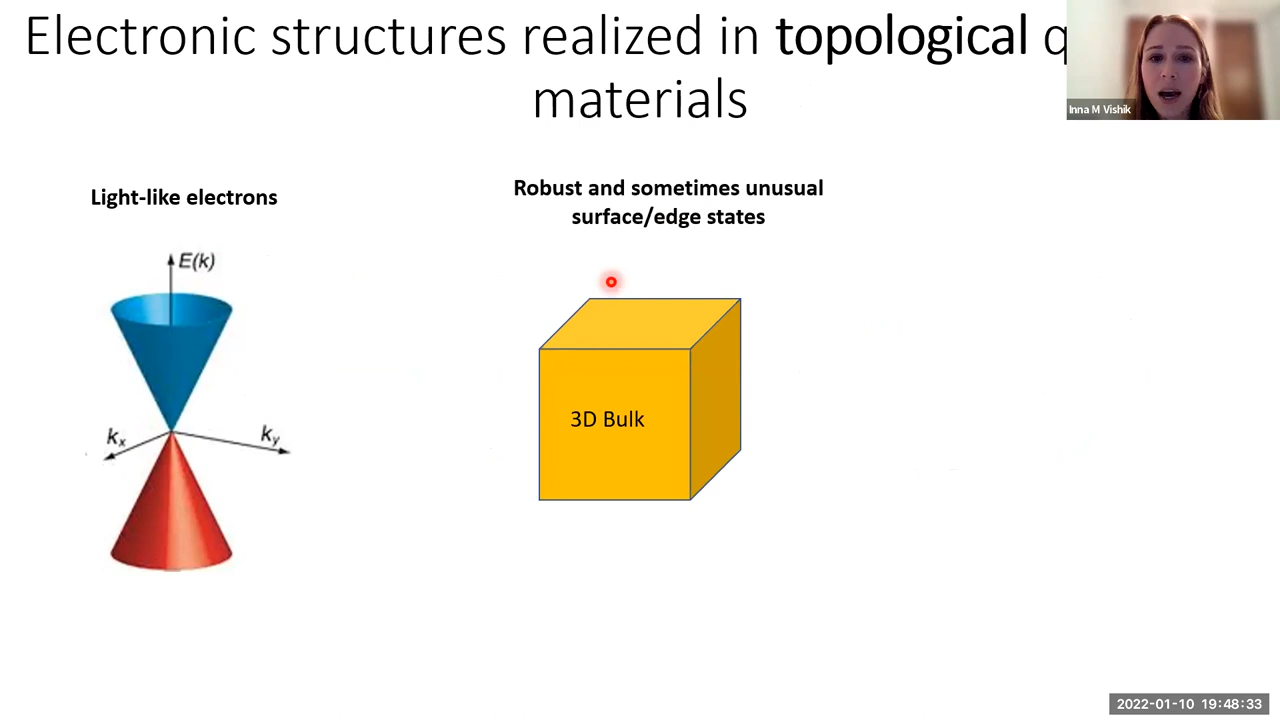 Electronic structures realized in topological q
materials
Inna M Vishik
Light-like electrons
Robust and sometimes unusual
surface/edge states
E(k)
kx
ky
3D Bulk
2022-01-10 19:48:33